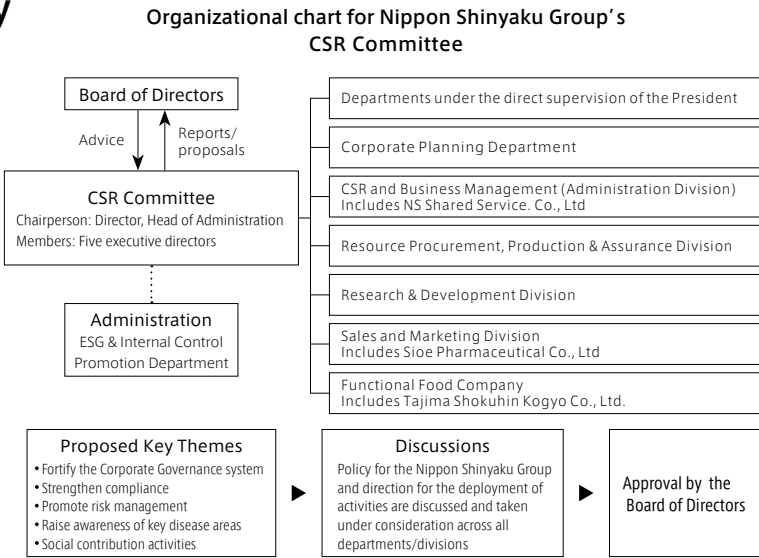 y
Organizational chart for Nippon Shinyaku Group's
CSR Committee
Board of Directors
Advice
Reports/
proposals
CSR Committee
Chairperson: Director, Head of Administration
Members: Five executive directors
Administration
ESG & Internal Control
Promotion Department
Departments under the direct supervision of the President
Corporate Planning Department
CSR and Business Management (Administration Division)
Includes NS Shared Service. Co., Ltd
Resource Procurement, Production & Assurance Division
Research & Development Division
Sales and Marketing Division
Includes Sioe Pharmaceutical Co., Ltd
Functional Food Company
Includes Tajima Shokuhin Kogyo Co., Ltd.
Proposed Key Themes
• Fortify the Corporate Governance system
• Strengthen compliance
• Promote risk management
• Raise awareness of key disease areas
• Social contribution activities
Discussions
Policy for the Nippon Shinyaku Group
and direction for the deployment of
activities are discussed and taken
under consideration across all
departments/divisions
Approval by the
Board of Directors